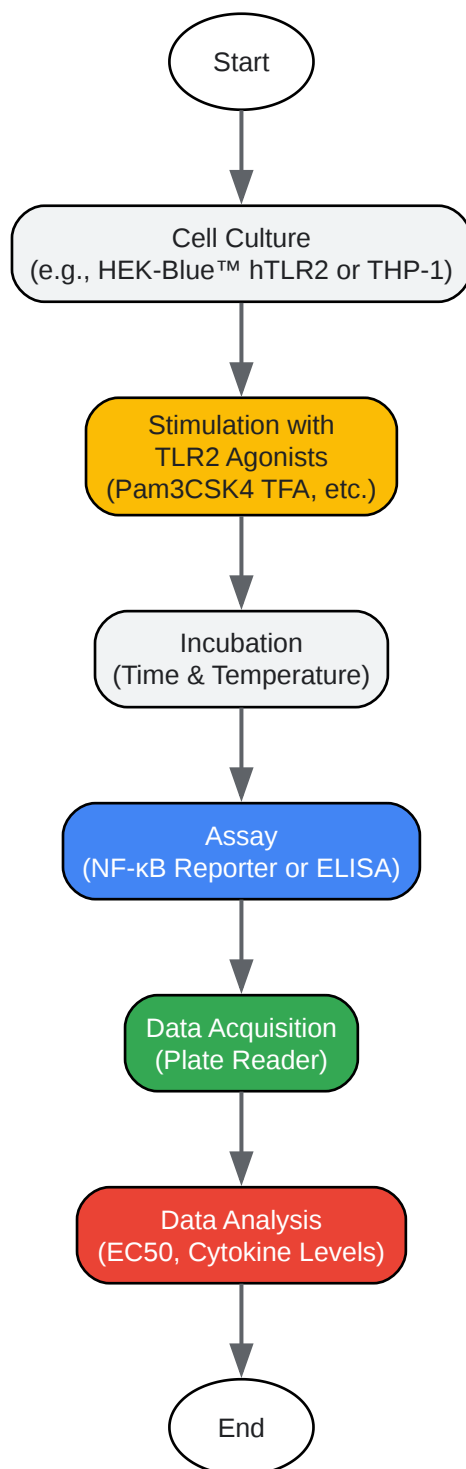 Start
Cell Culture
(e.g., HEK-Blue™ hTLR2 or THP-1)
Stimulation with
TLR2 Agonists
(Pam3CSK4 TFA, etc.)
Incubation
(Time & Temperature)
Assay
(NF-κB Reporter or ELISA)
Data Acquisition
(Plate Reader)
Data Analysis
(EC50, Cytokine Levels)
End